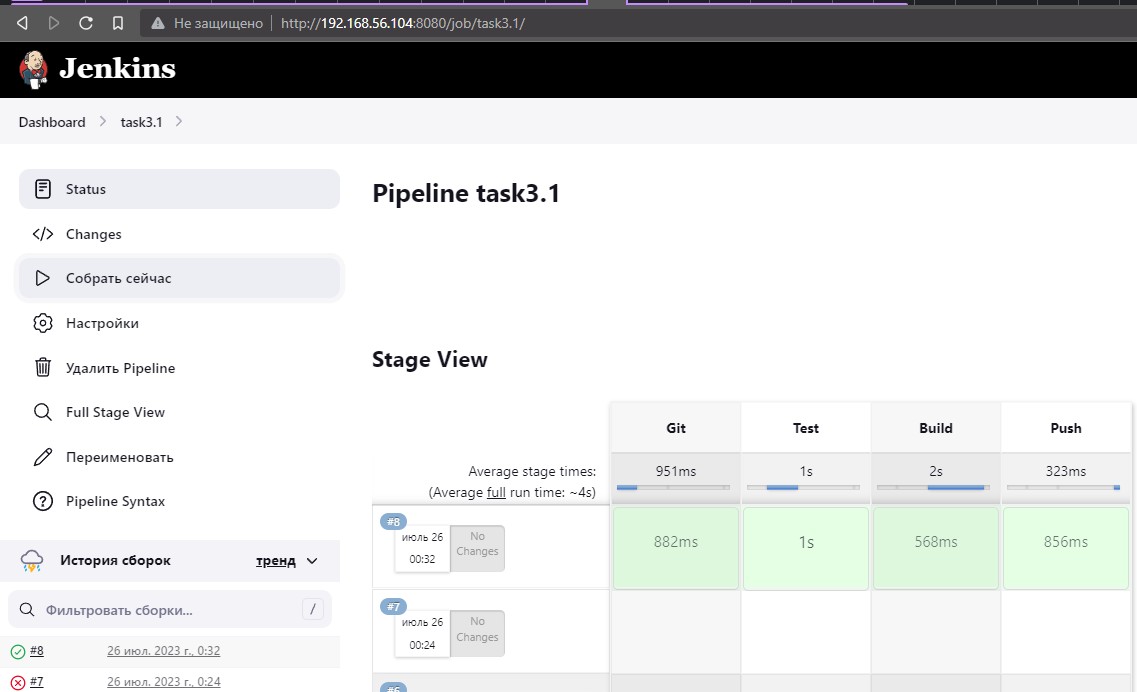 Не защищено http://192.168.56.104:8080/job/task3.1/
Jenkins
Dashboard task3.1
Status
Changes
Собрать сейчас
Настройки
Удалить Pipeline
Full Stage View
Переименовать
Pipeline Syntax
История сборок тренд
Фильтровать сборки... /
#8 26 июл. 2023 г., 0:32
#7 26 июл. 2023 г., 0:24
Pipeline task3.1
Stage View
Git Test Build Push
Average stage times: 951ms 1s 2s 323ms
(Average full run time: ~4s)
#8
июль 26 No
00:32 Changes
882ms 1s 568ms 856ms
#7
июль 26 No
00:24 Changes
#6